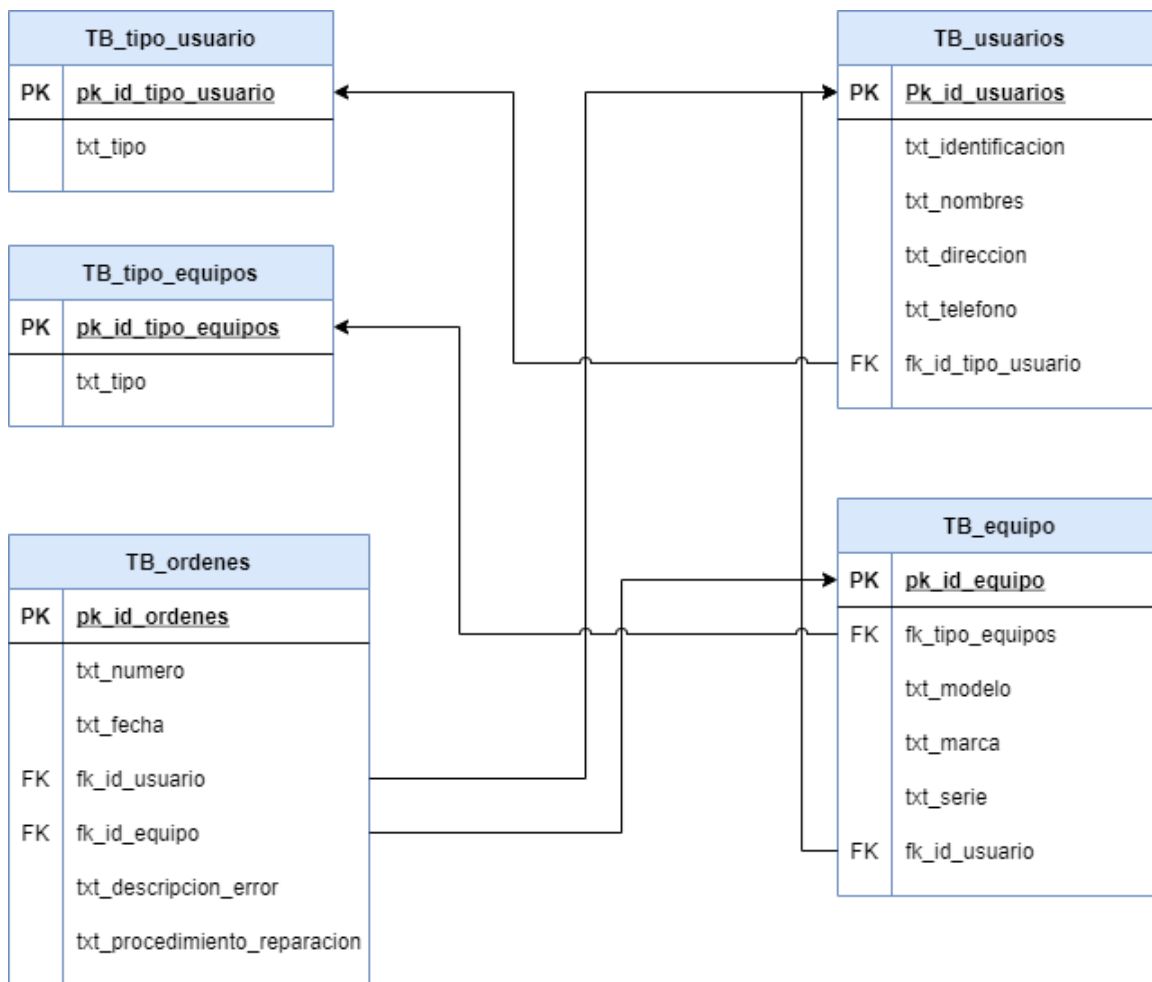 TB_tipo_usuario
PK pk_id_tipo_usuario
txt_tipo
TB_usuarios
PK Pk_id_usuarios
txt_identificacion
txt_nombres
txt_direccion
txt_telefono
FK fk_id_tipo_usuario
TB_tipo_equipos
PK pk_id_tipo_equipos
txt_tipo
TB_ordenes
PK pk_id_ordenes
txt_numero
txt_fecha
FK fk_id_usuario
FK fk_id_equipo
txt_descripcion_error
txt_procedimiento_reparacion
TB_equipo
PK pk_id_equipo
FK fk_tipo_equipos
txt_modelo
txt_marca
txt_serie
FK fk_id_usuario